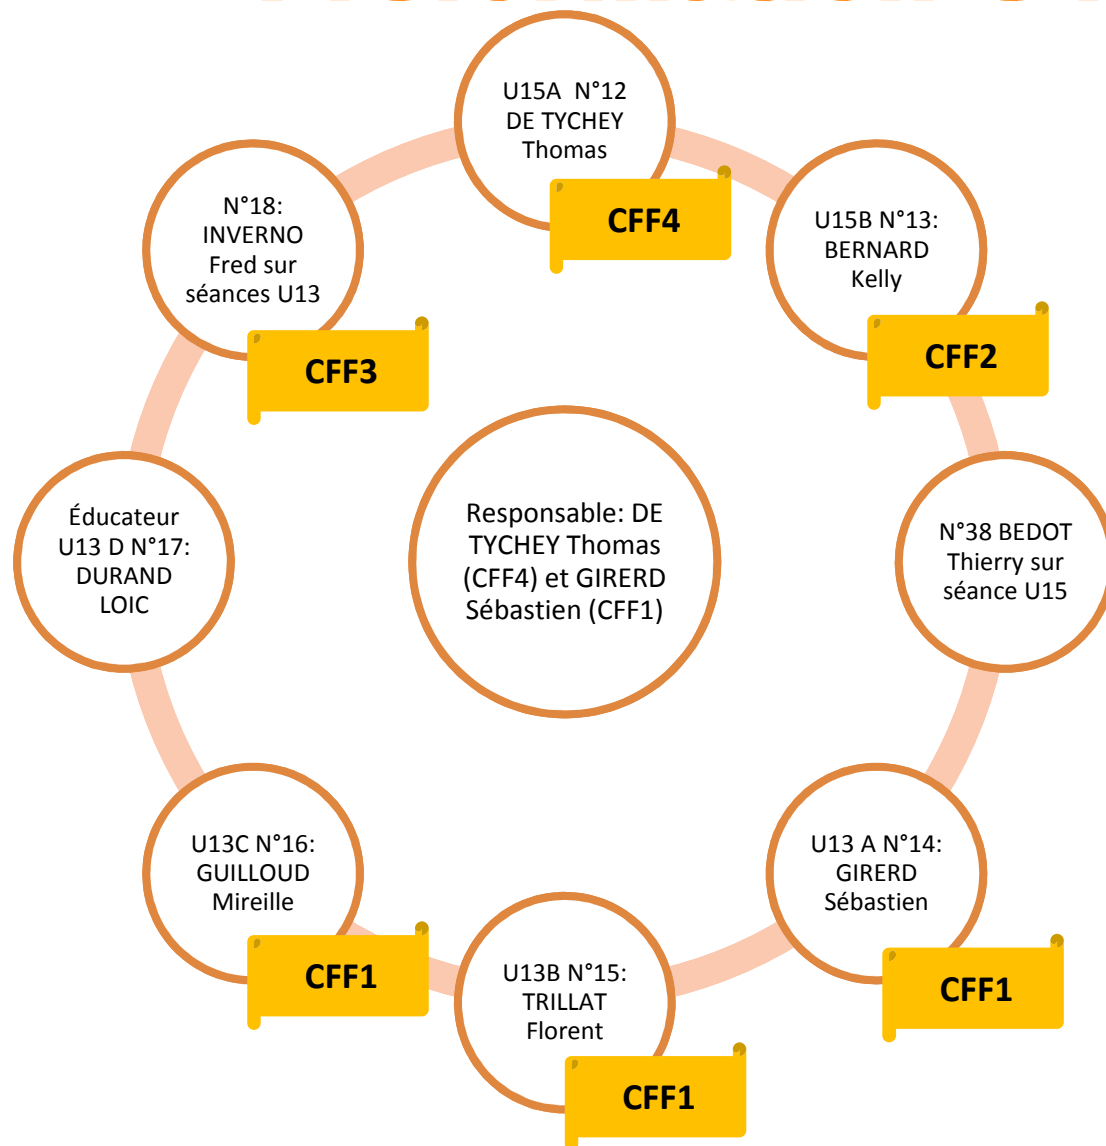 U15A N°12
DE TYCHEY
Thomas
CFF4
U15B N°13:
BERNARD
Kelly
CFF2
N°38 BEDOT
Thierry sur
séance U15
U13 A N°14:
GIRERD
Sébastien
CFF1
U13B N°15:
TRILLAT
Florent
CFF1
U13C N°16:
GUILLOUD
Mireille
CFF1
Éducateur
U13 D N°17:
DURAND
LOIC
N°18:
INVERNO
Fred sur
séances U13
CFF3
Responsable: DE
TYCHEY Thomas
(CFF4) et GIRERD
Sébastien (CFF1)